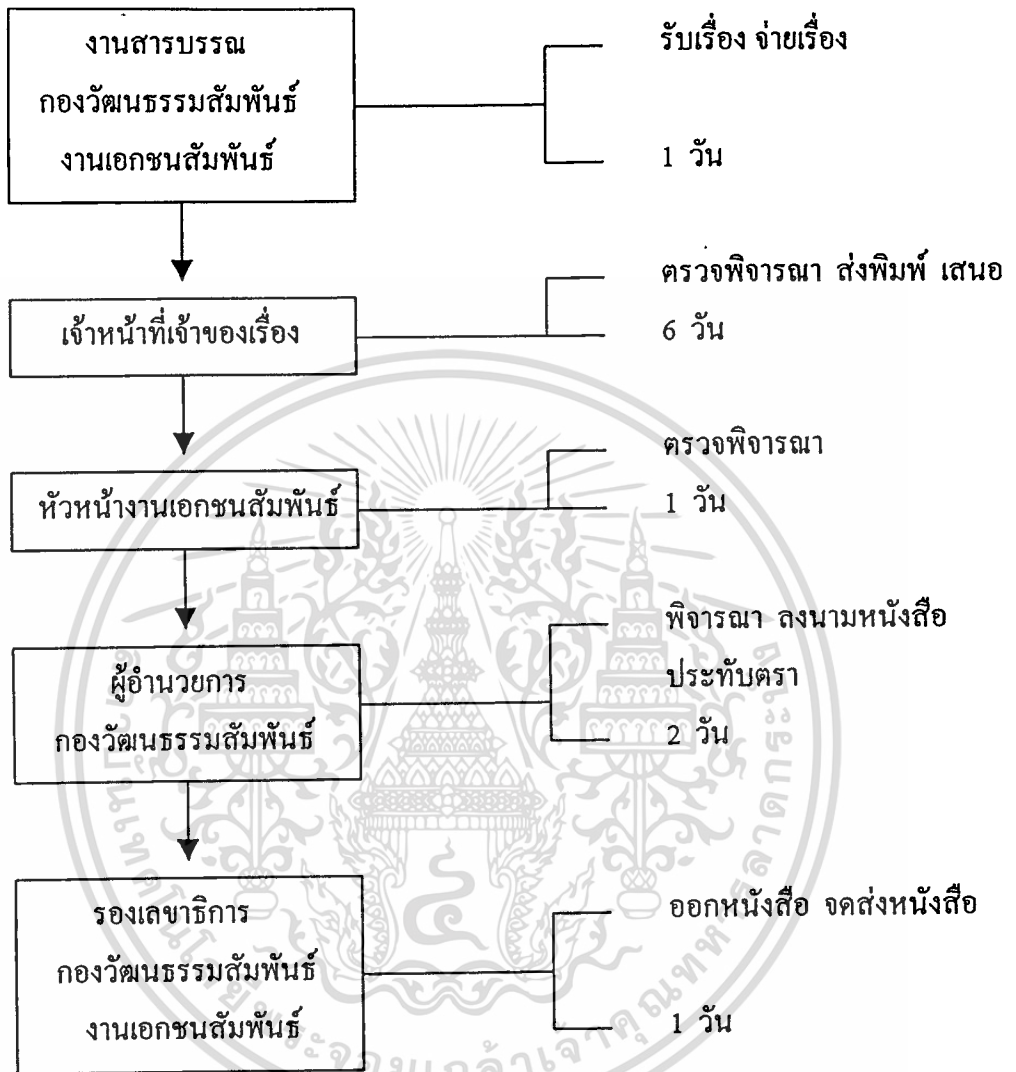 งานสารบรรณ
กองวัฒนธรรมสัมพันธ์
งานเอกชนสัมพันธ์
รับเรื่อง จ่ายเรื่อง
1 วัน
เจ้าหน้าที่เจ้าของเรื่อง
ตรวจพิจารณา ส่งพิมพ์ เสนอ
6 วัน
หัวหน้างานเอกชนสัมพันธ์
ตรวจพิจารณา
1 วัน
ผู้อำนวยการ
กองวัฒนธรรมสัมพันธ์
พิจารณา ลงนามหนังสือ
ประทับตรา
2 วัน
รองเลขาธิการ
กองวัฒนธรรมสัมพันธ์
งานเอกชนสัมพันธ์
ออกหนังสือ จดส่งหนังสือ
1 วัน